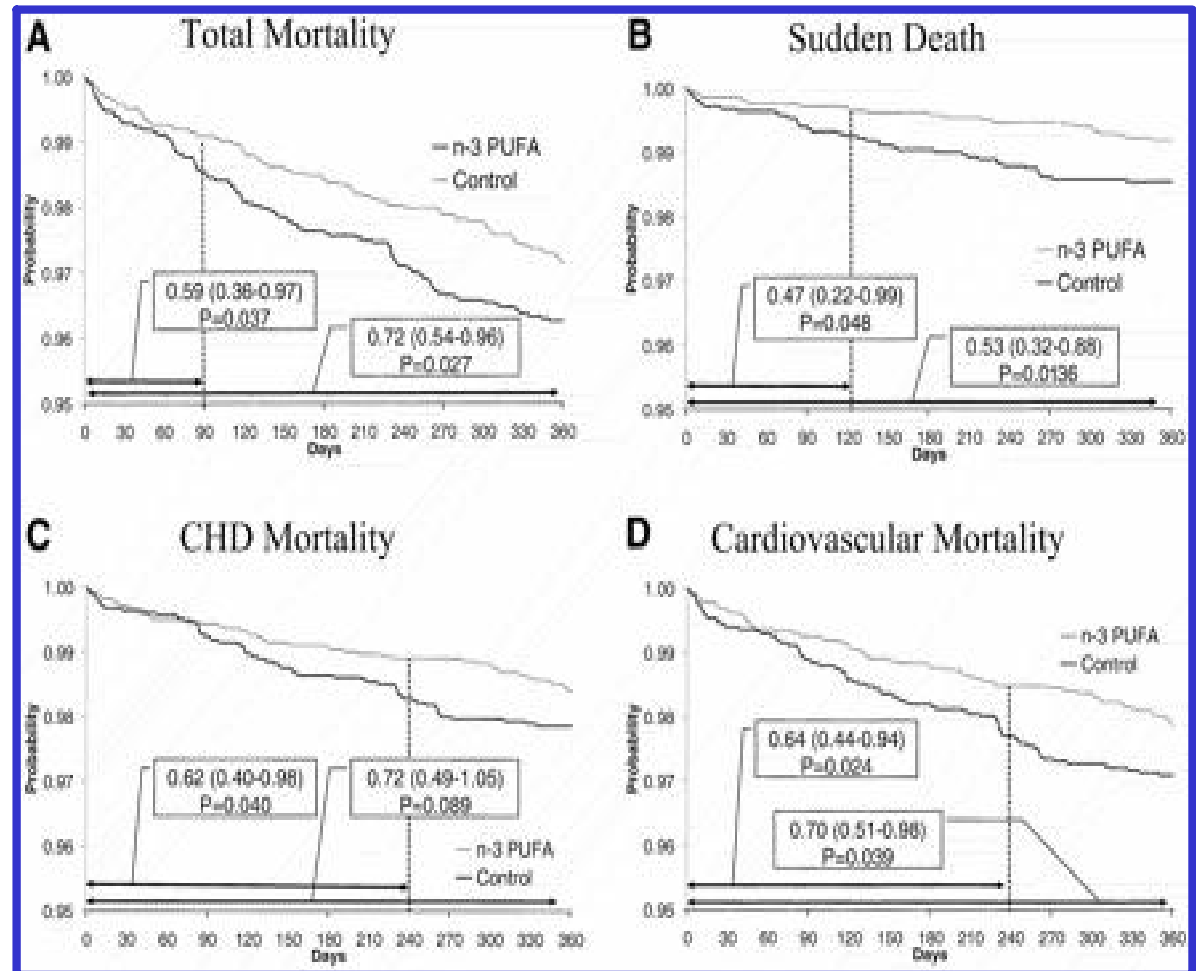 A Total Mortality
1.00
0.99
0.98
0.97
0.96
0.95
Probability
n-3 PUFA
Control
0.59 (0.36-0.97)
P=0.037
0.72 (0.54-0.96)
P=0.027
0 30 60 90 120 150 180 210 240 270 300 330 360
Days
B Sudden Death
1.00
0.99
0.98
0.97
0.96
0.95
Probability
n-3 PUFA
Control
0.47 (0.22-0.99)
P=0.048
0.53 (0.32-0.88)
P=0.0136
0 30 60 90 120 150 180 210 240 270 300 330 360
Days
C CHD Mortality
1.00
0.99
0.98
0.97
0.96
0.95
Probability
0.62 (0.40-0.98)
P=0.040
0.72 (0.49-1.05)
P=0.089
n-3 PUFA
Control
0 30 60 90 120 150 180 210 240 270 300 330 360
Days
D Cardiovascular Mortality
1.00
0.99
0.98
0.97
0.96
0.95
Probability
n-3 PUFA
Control
0.64 (0.44-0.94)
P=0.024
0.70 (0.51-0.98)
P=0.039
0 30 60 90 120 150 180 210 240 270 300 330 360
Days